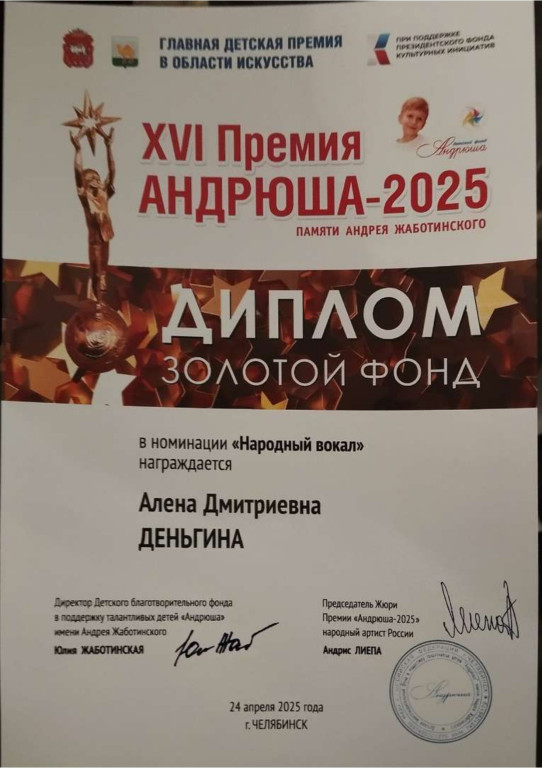 ГЛАВНАЯ ДЕТСКАЯ ПРЕМИЯ
В ОБЛАСТИ ИСКУССТВА
ПРИ ПОДДЕРЖКЕ
ПРЕЗИДЕНТСКОГО ФОНДА
КУЛЬТУРНЫХ ИНИЦИАТИВ
Андрюша
XVI Премия
АНДРЮША-2025
ПАМЯТИ АНДРЕЯ ЖАБОТИНСКОГО
ДИПЛОМ
ЗОЛОТОЙ ФОНД
в номинации «Народный вокал»
награждается
Алена Дмитриевна
ДЕНЬГИНА
Директор Детского благотворительного фонда
в поддержку талантливых детей «Андрюша»
имени Андрея Жаботинского
Юлия ЖАБОТИНСКАЯ
Председатель Жюри
Премии «Андрюша-2025»
народный артист России
Андрис ЛИЕПА
Андрюша
24 апреля 2025 года
г. ЧЕЛЯБИНСК